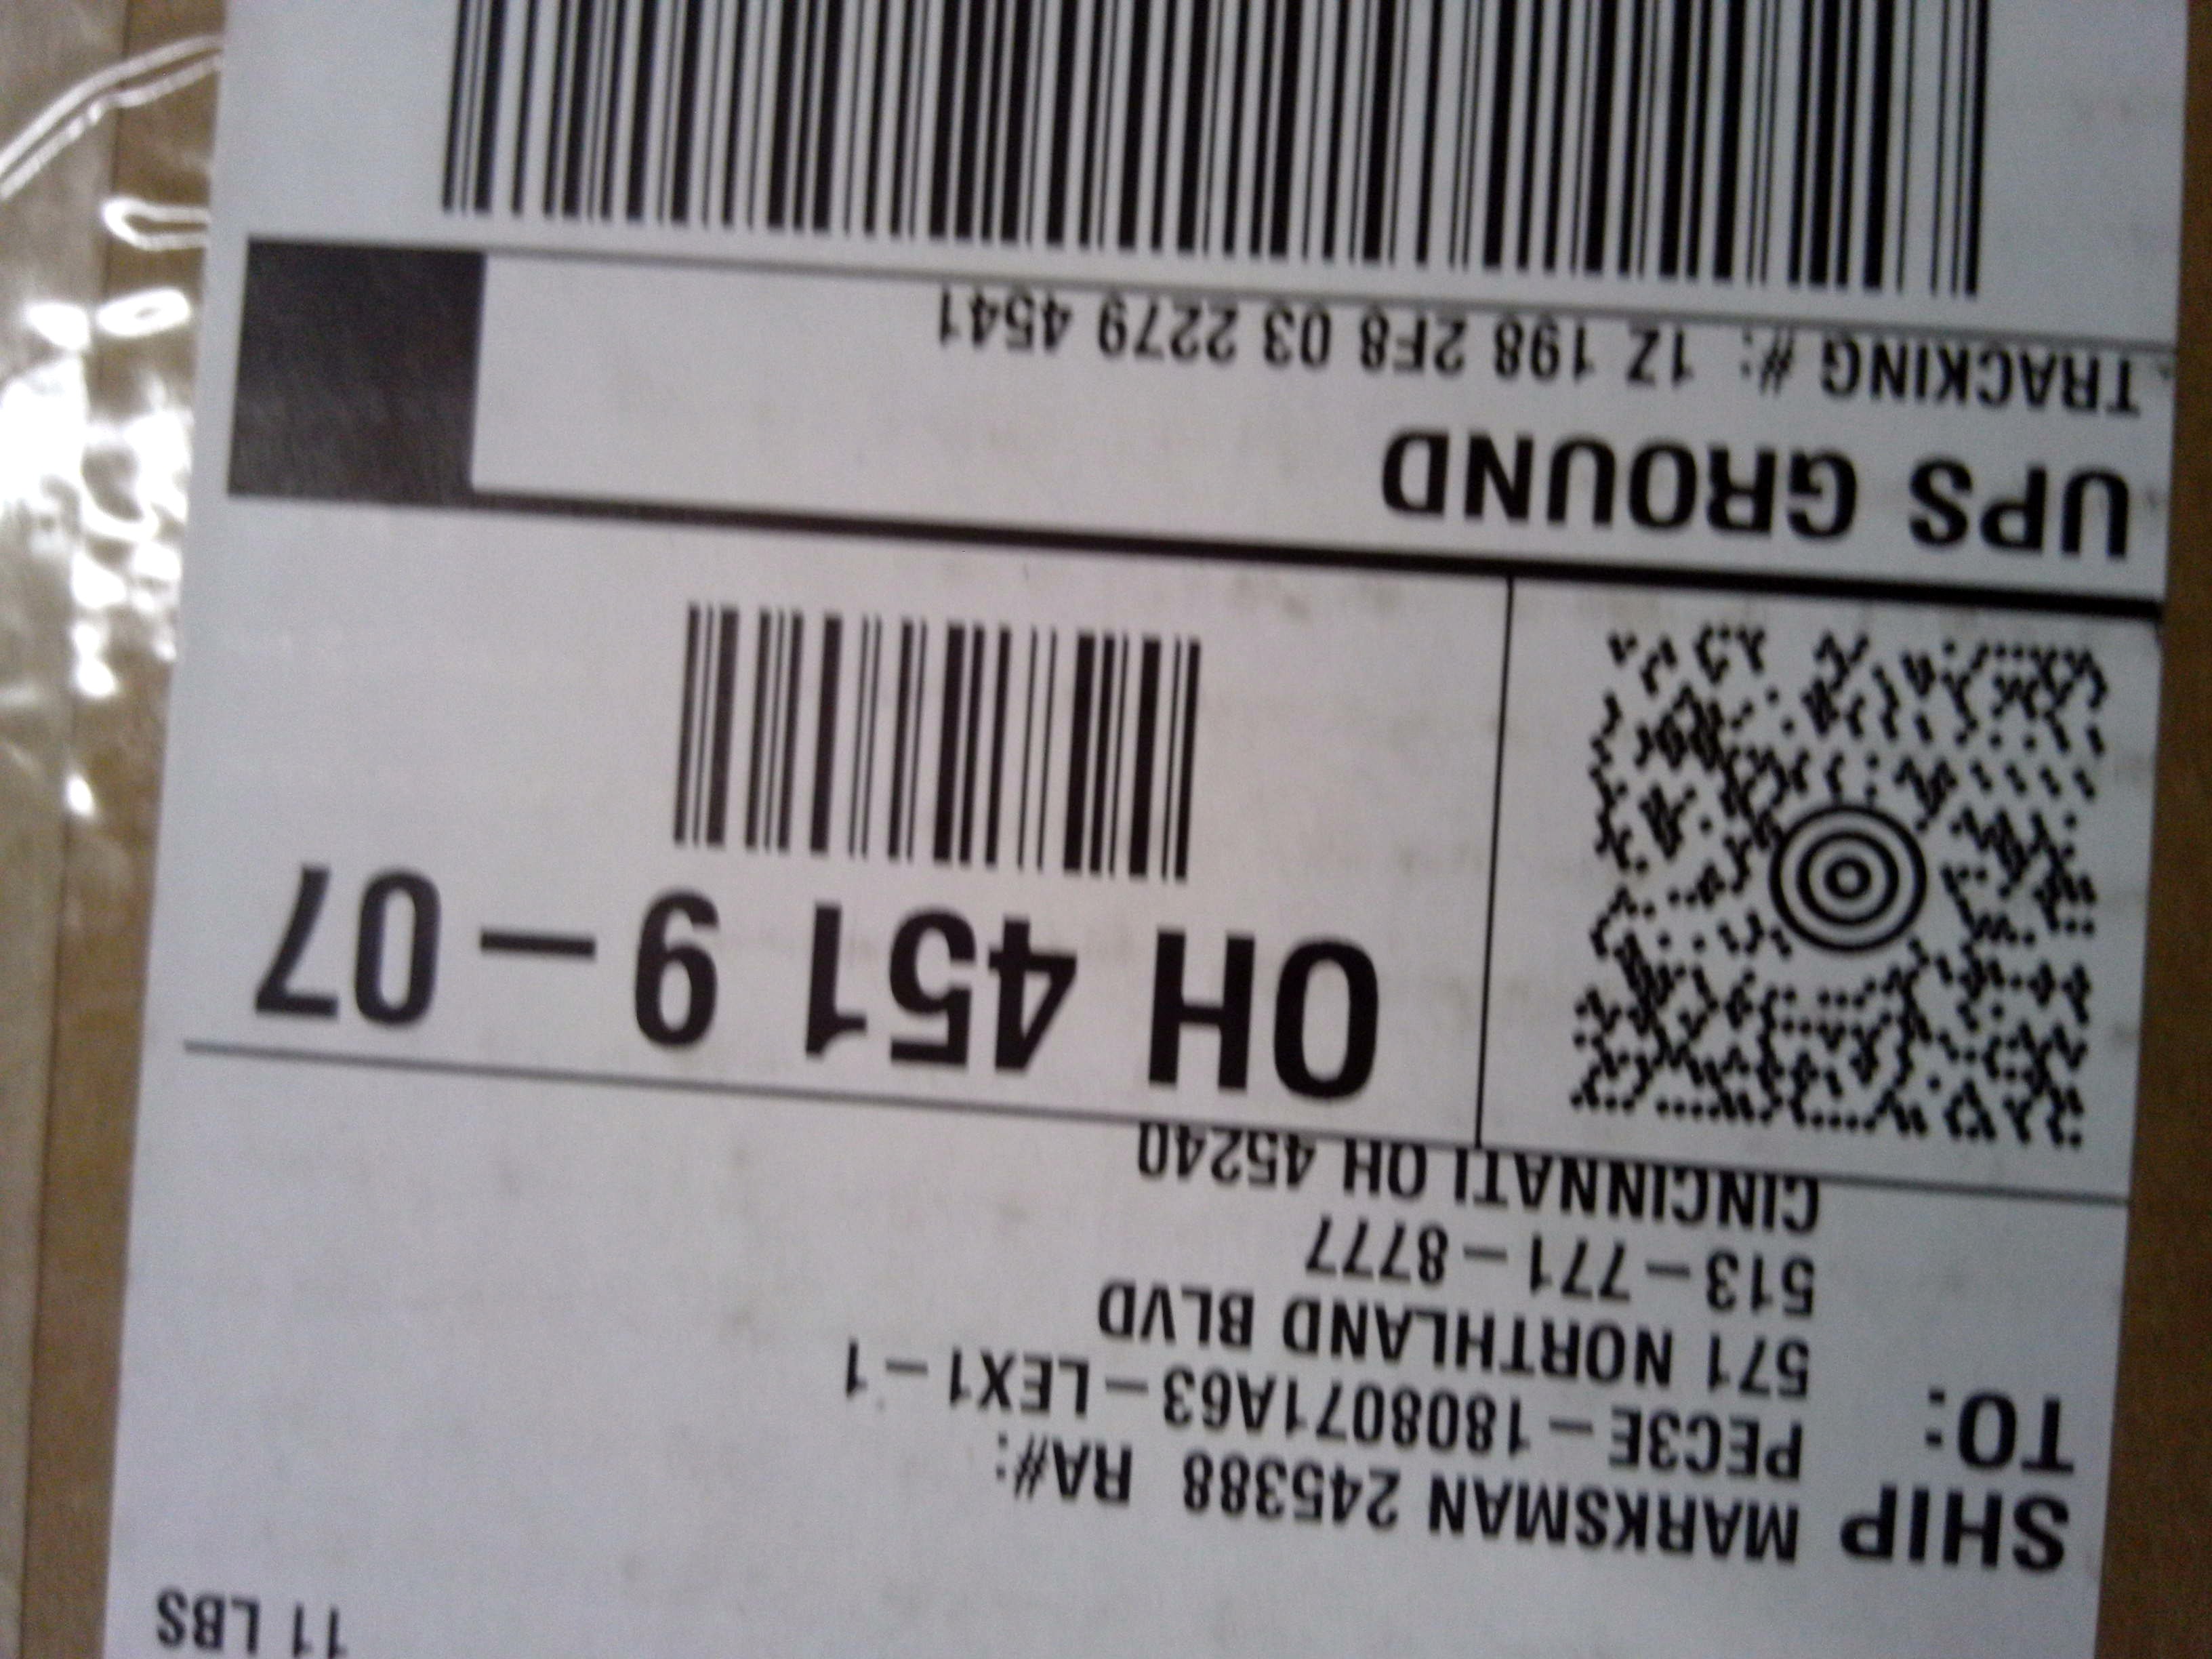 11 LBS
SHIP
TO:
MARKSMAN 245388 RA#:
PEC3E-1808071A63-LEX1-1
571 NORTHLAND BLVD
513-771-8777
CINCINNATI OH 45240
OH 451 9-07
UPS GROUND
TRACKING #: 1Z 198 2F8 03 2279 4541